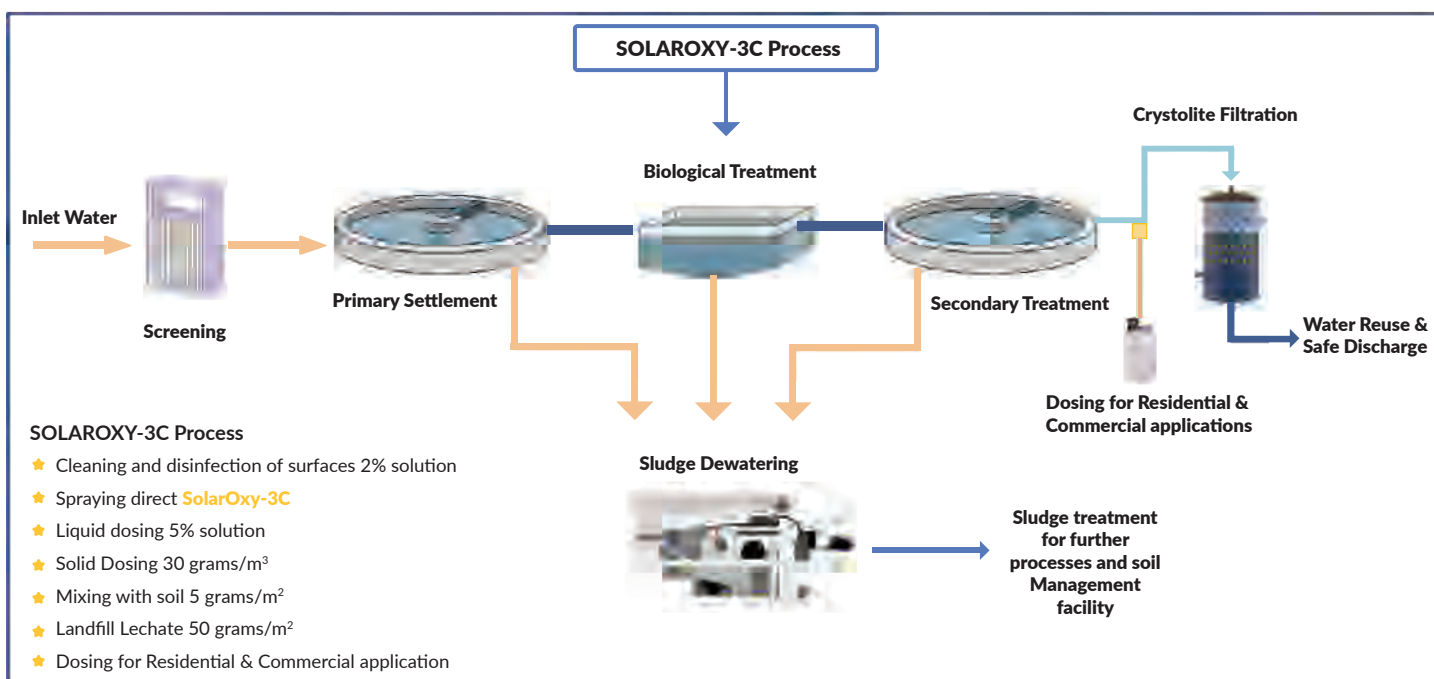 SOLAROXY-3C Process
Crystolite Filtration
Biological Treatment
Inlet Water
Primary Settlement
Secondary Treatment
Screening
Water Reuse &
Safe Discharge
Dosing for Residential &
Commercial applications
SOLAROXY-3C Process
Cleaning and disinfection of surfaces 2% solution
Spraying direct SolarOxy-3C
Liquid dosing 5% solution
Solid Dosing 30 grams/m³
Mixing with soil 5 grams/m²
Landfill Lechate 50 grams/m²
Dosing for Residential & Commercial application
Sludge Dewatering
Sludge treatment
for further
processes and soil
Management
facility